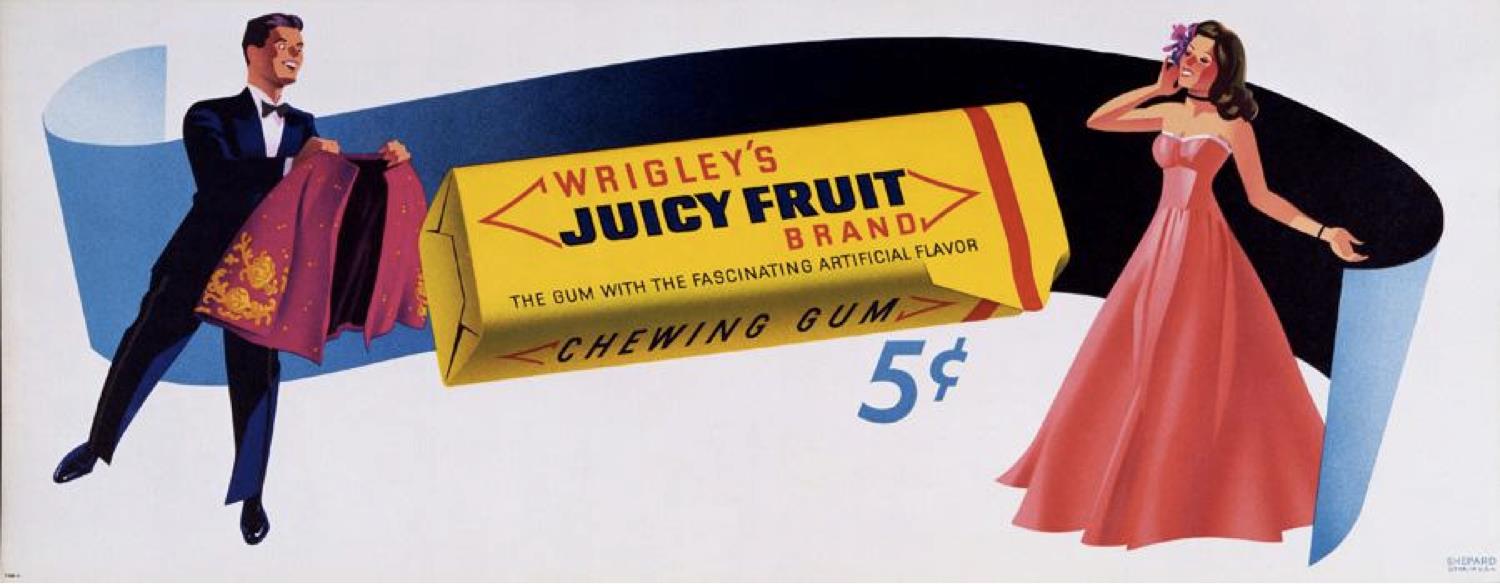 WRIGLEY'S
JUICY FRUIT
BRAND
THE GUM WITH THE FASCINATING ARTIFICIAL FLAVOR
CHEWING GUM
5¢
SHEPARD